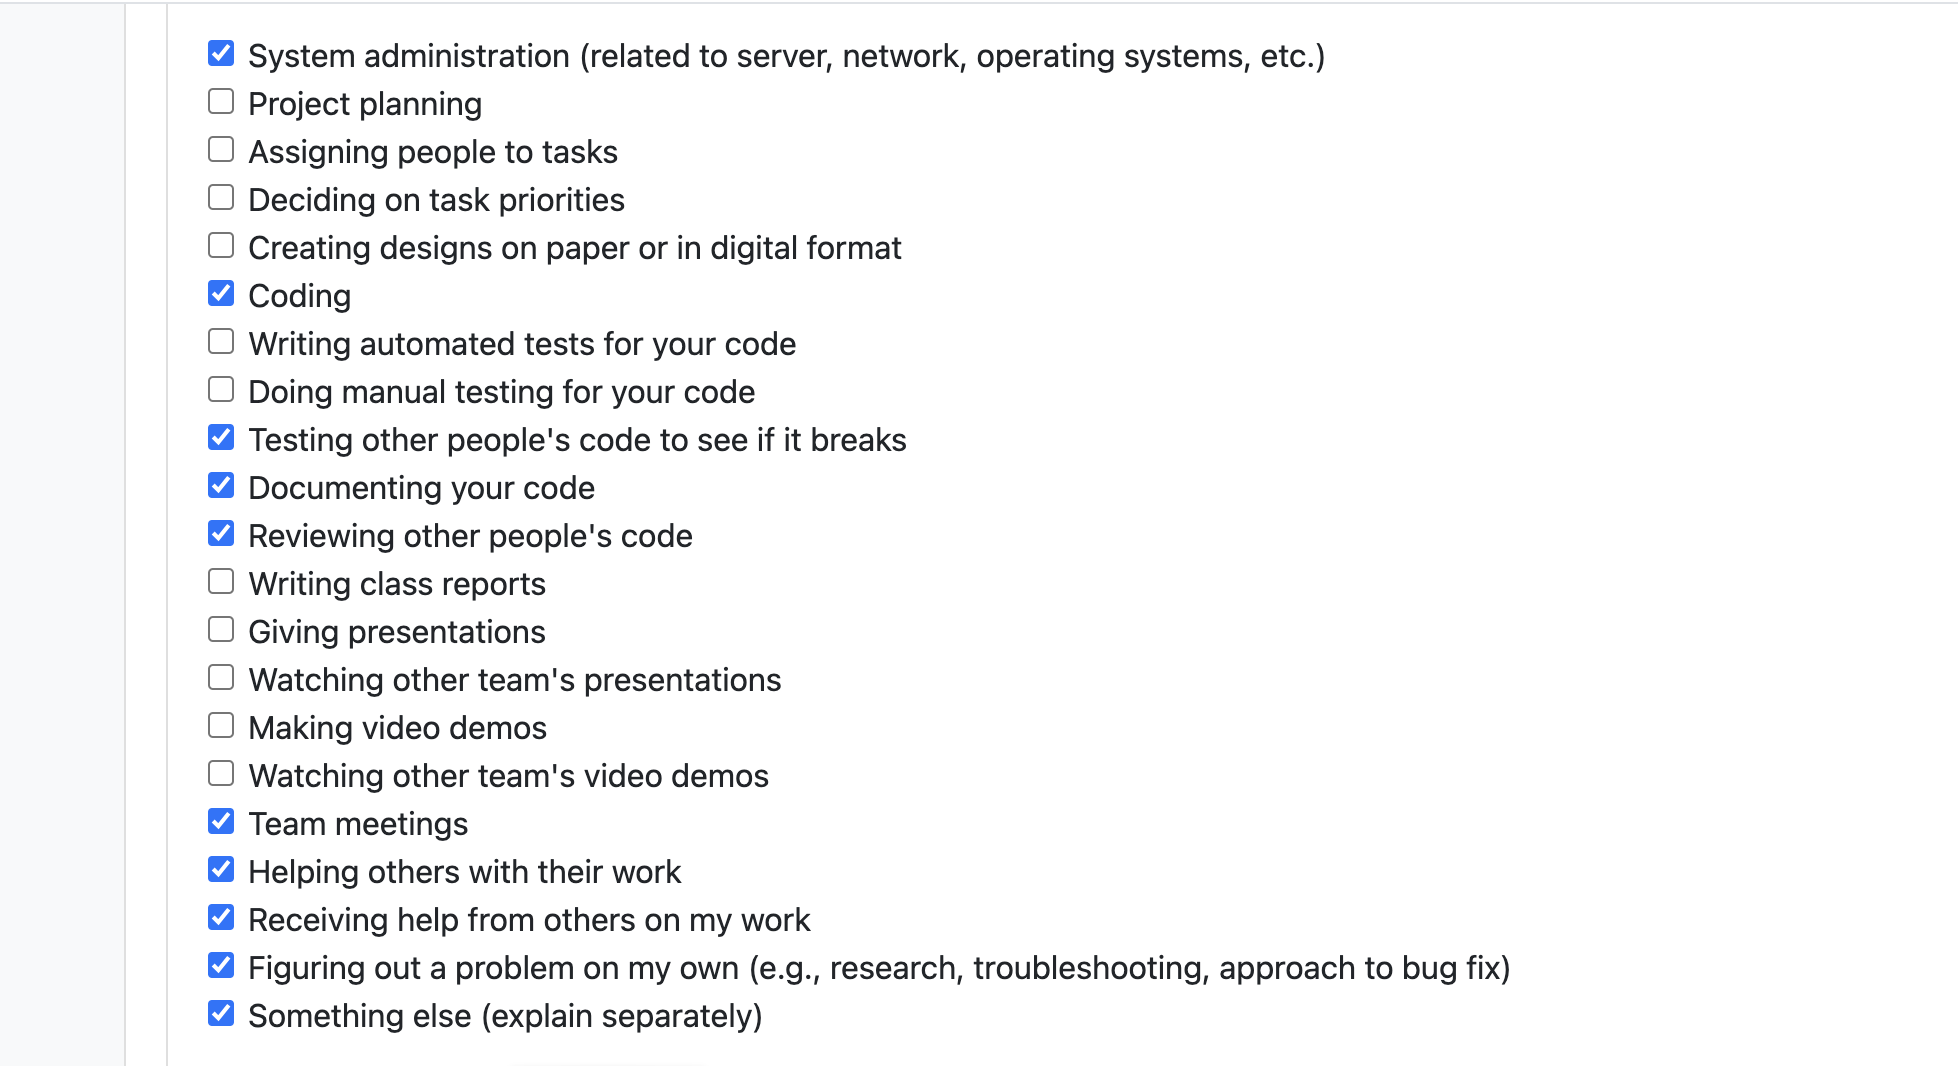 System administration (related to server, network, operating systems, etc.)
Project planning
Assigning people to tasks
Deciding on task priorities
Creating designs on paper or in digital format
Coding
Writing automated tests for your code
Doing manual testing for your code
Testing other people's code to see if it breaks
Documenting your code
Reviewing other people's code
Writing class reports
Giving presentations
Watching other team's presentations
Making video demos
Watching other team's video demos
Team meetings
Helping others with their work
Receiving help from others on my work
Figuring out a problem on my own (e.g., research, troubleshooting, approach to bug fix)
Something else (explain separately)